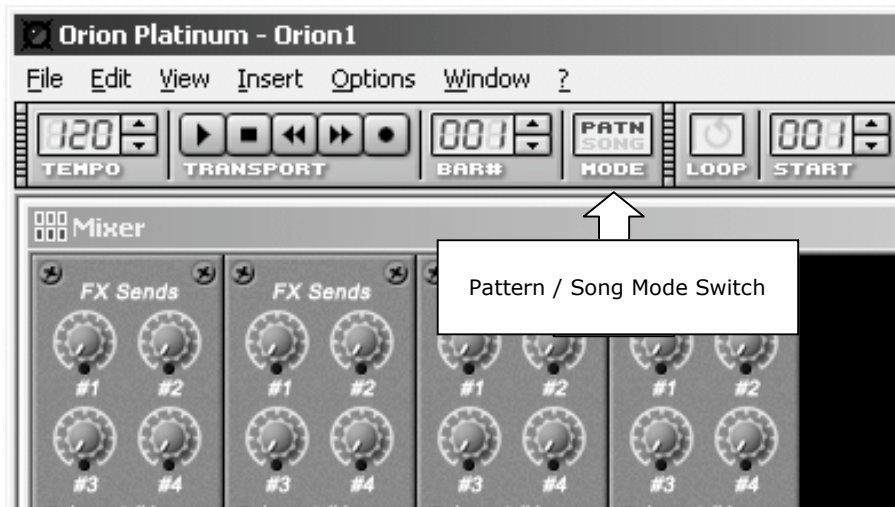 Orion Platinum - Orion1
File Edit View Insert Options Window ?
120 001 PATN 001
SONG
TEMPO TRANSPORT BAR# MODE LOOP START
Mixer
Pattern / Song Mode Switch
FX Sends FX Sends
#1 #2 #1 #2 #1 #2 #1 #2
#3 #4 #3 #4 #3 #4 #3 #4